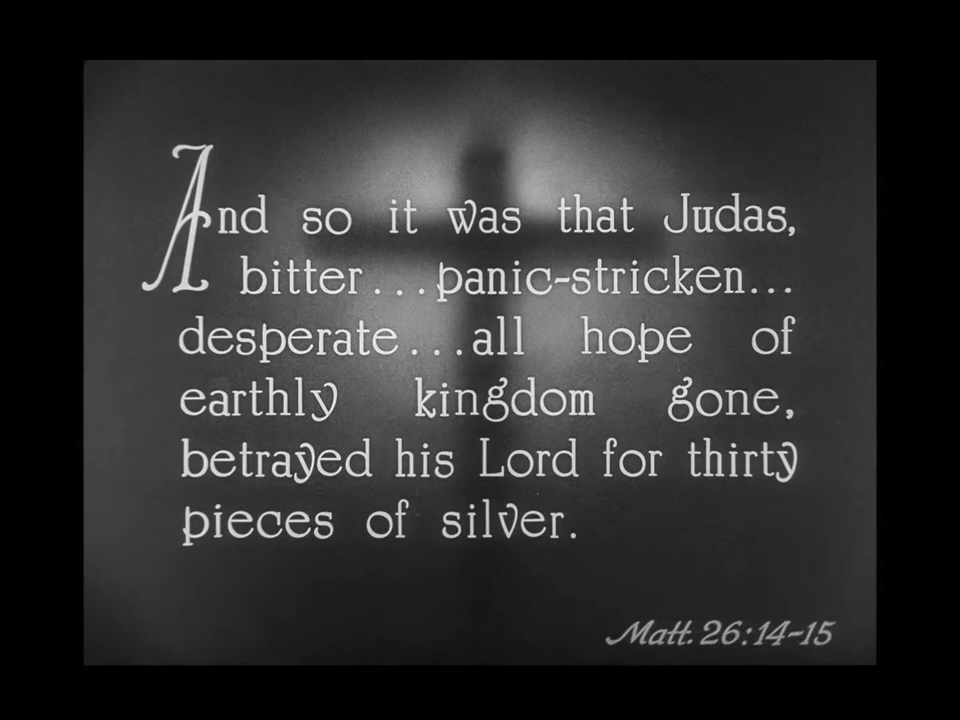 And so it was that Judas,
bitter...panic-stricken...
desperate...all hope of
earthly kingdom gone,
betrayed his Lord for thirty
pieces of silver.
Matt. 26:14-15